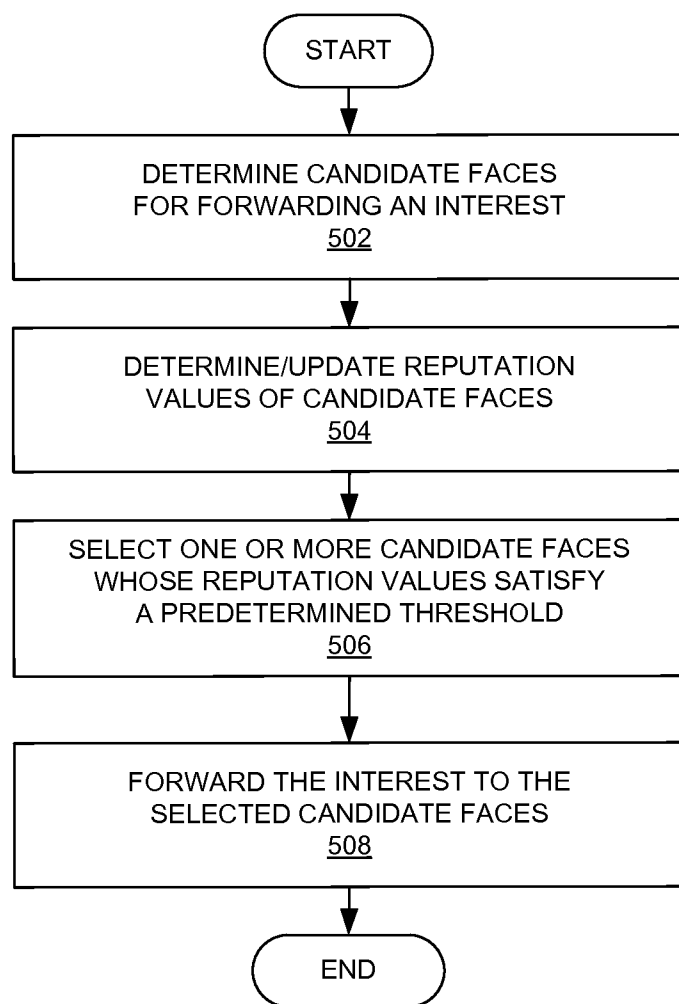 START
DETERMINE CANDIDATE FACES
FOR FORWARDING AN INTEREST
502
DETERMINE/UPDATE REPUTATION
VALUES OF CANDIDATE FACES
504
SELECT ONE OR MORE CANDIDATE FACES
WHOSE REPUTATION VALUES SATISFY
A PREDETERMINED THRESHOLD
506
FORWARD THE INTEREST TO THE
SELECTED CANDIDATE FACES
508
END